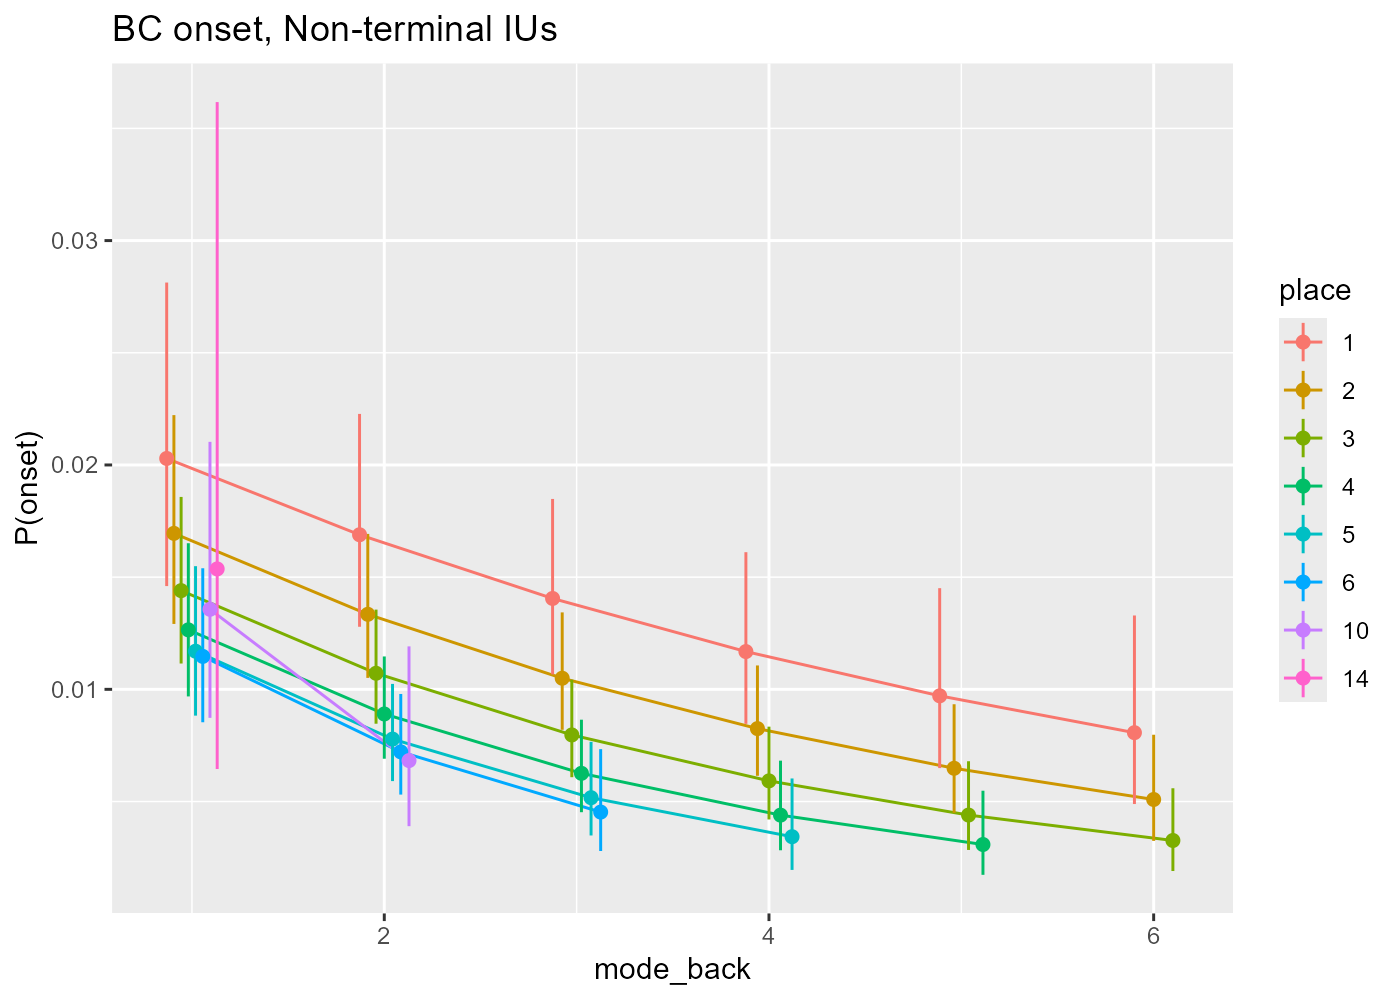 BC onset, Non-terminal IUs
P(onset)
0.03
0.02
0.01
2 4 6
mode_back
place
1
2
3
4
5
6
10
14